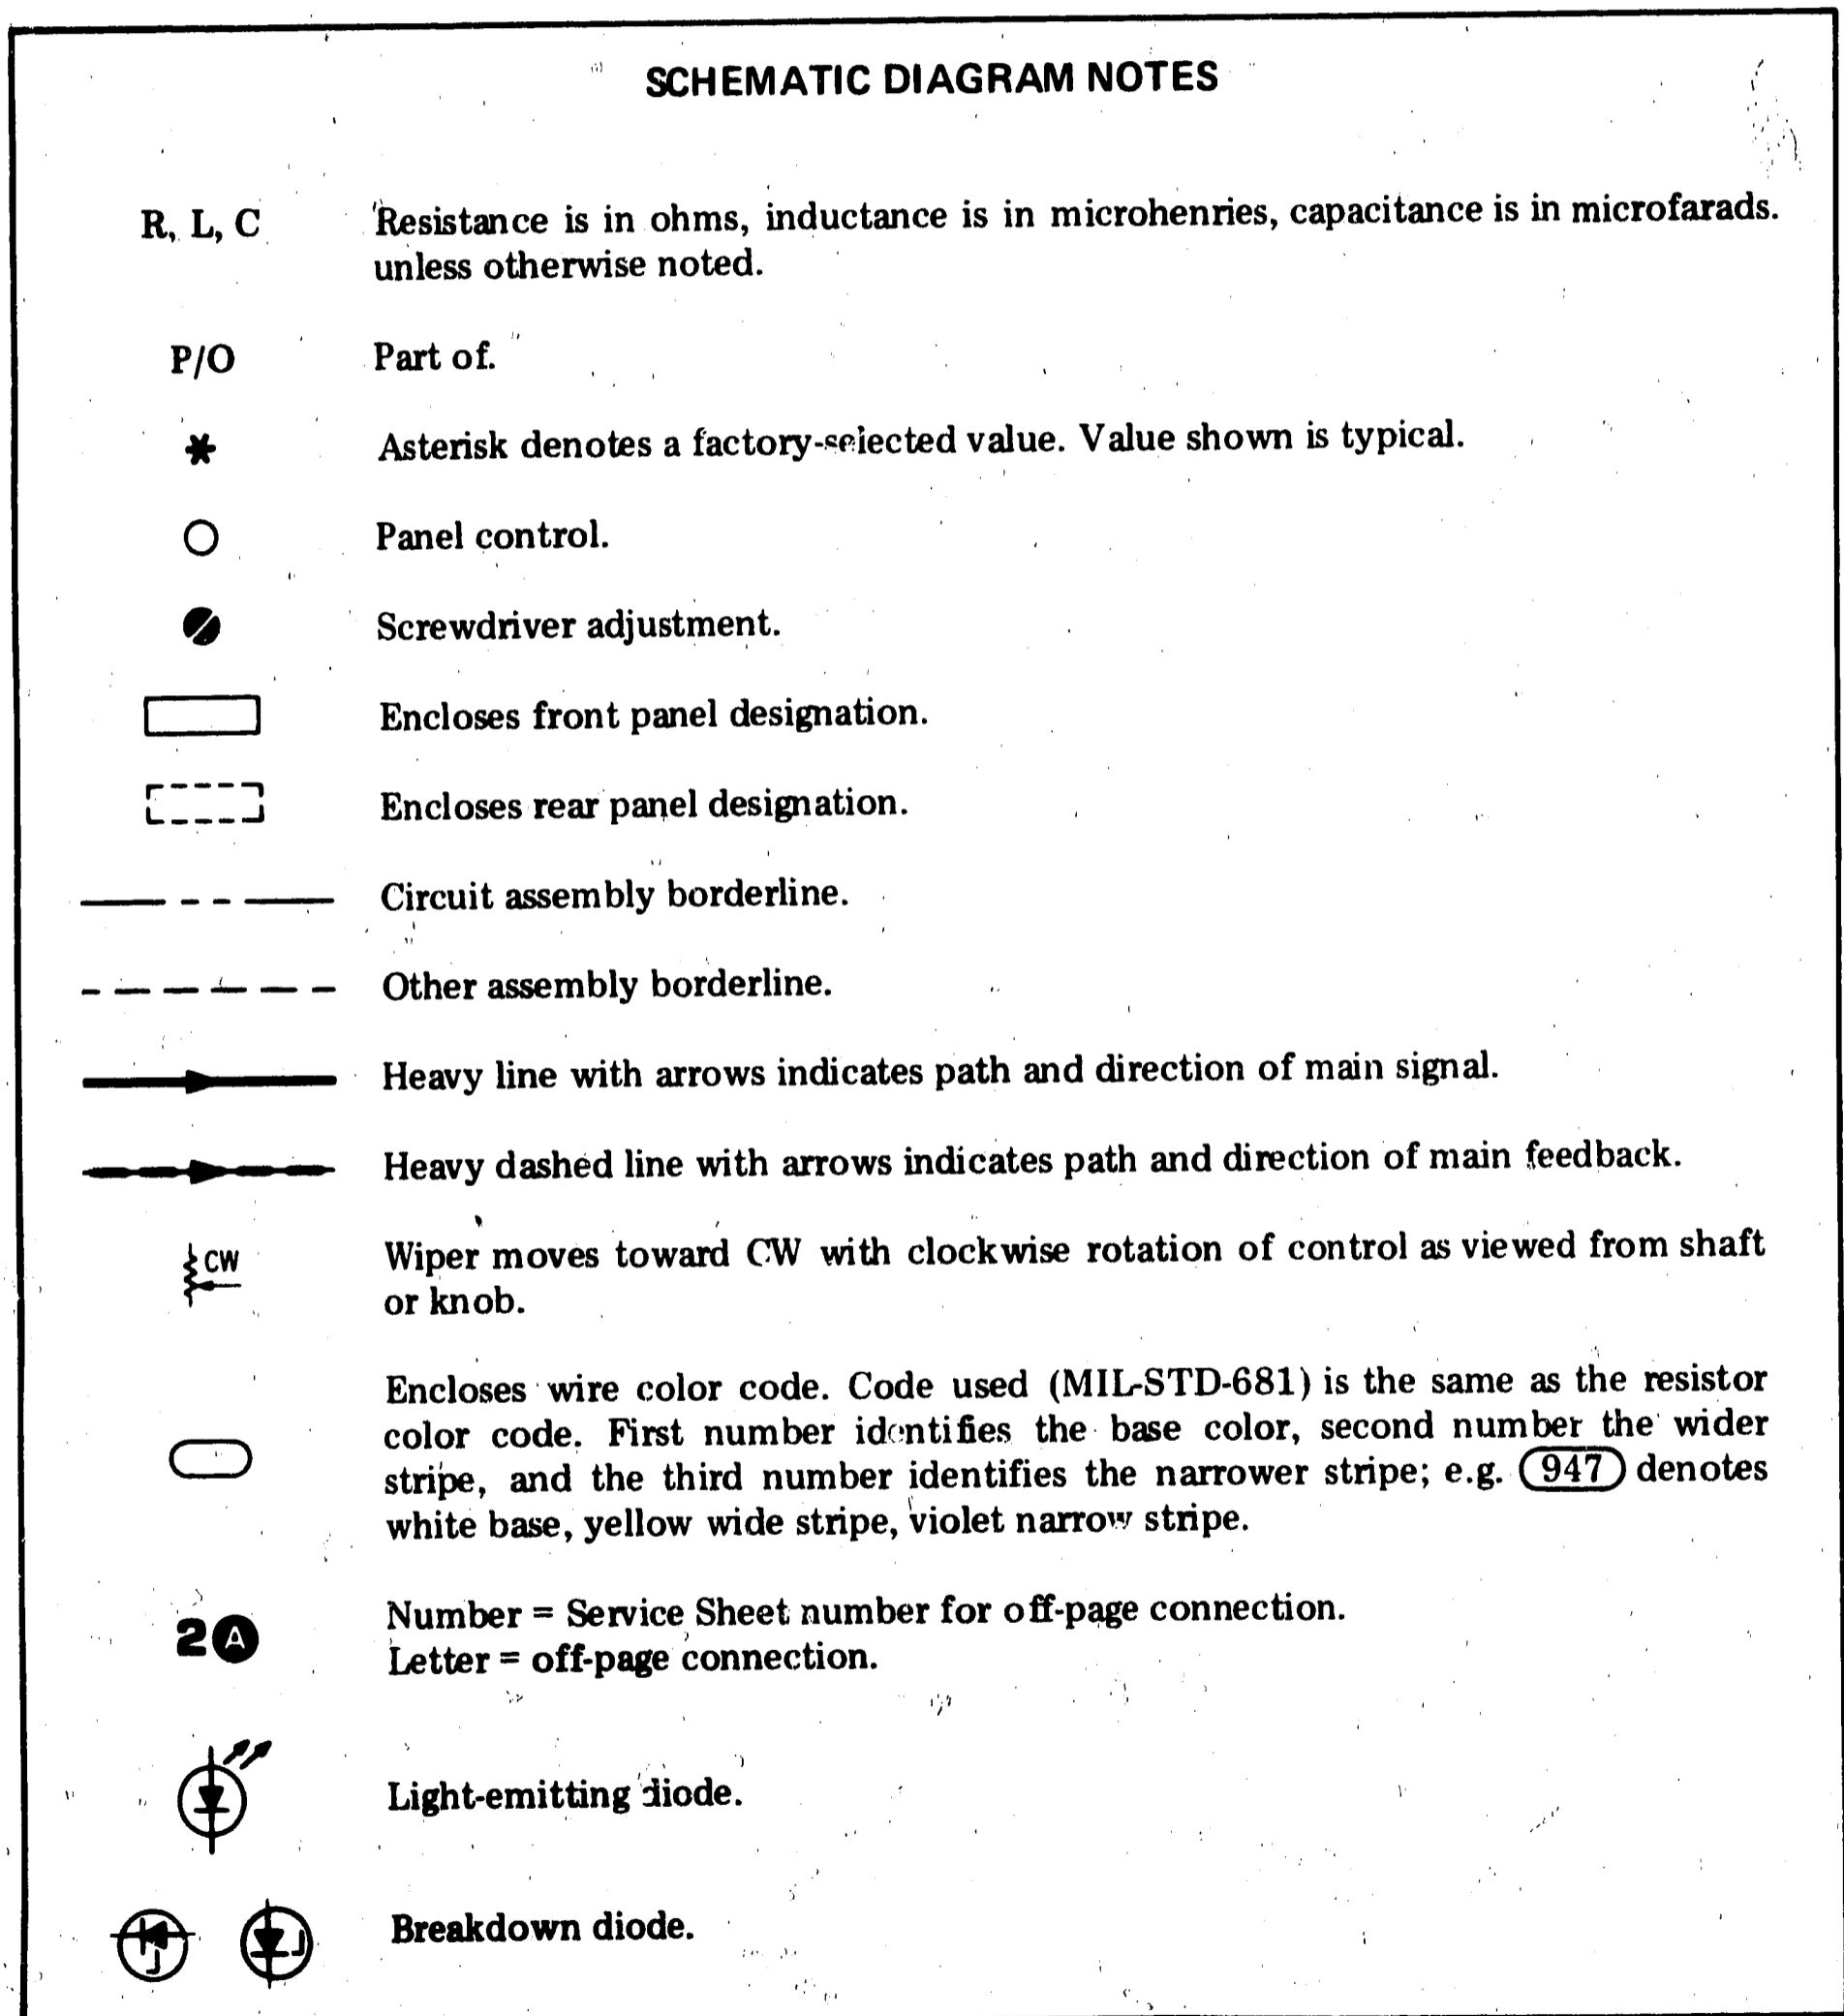 SCHEMATIC DIAGRAM NOTES
R, L, C Resistance is in ohms, inductance is in microhenries, capacitance is in microfarads.
unless otherwise noted.
P/O Part of.
* Asterisk denotes a factory-selected value. Value shown is typical.
Panel control.
Screwdriver adjustment.
Encloses front panel designation.
Encloses rear panel designation.
Circuit assembly borderline.
Other assembly borderline.
Heavy line with arrows indicates path and direction of main signal.
Heavy dashed line with arrows indicates path and direction of main feedback.
CW Wiper moves toward CW with clockwise rotation of control as viewed from shaft
or knob.
Encloses wire color code. Code used (MIL-STD-681) is the same as the resistor
color code. First number identifies the base color, second number the wider
stripe, and the third number identifies the narrower stripe; e.g. 947 denotes
white base, yellow wide stripe, violet narrow stripe.
2A Number = Service Sheet number for off-page connection.
Letter = off-page connection.
Light-emitting diode.
Breakdown diode.